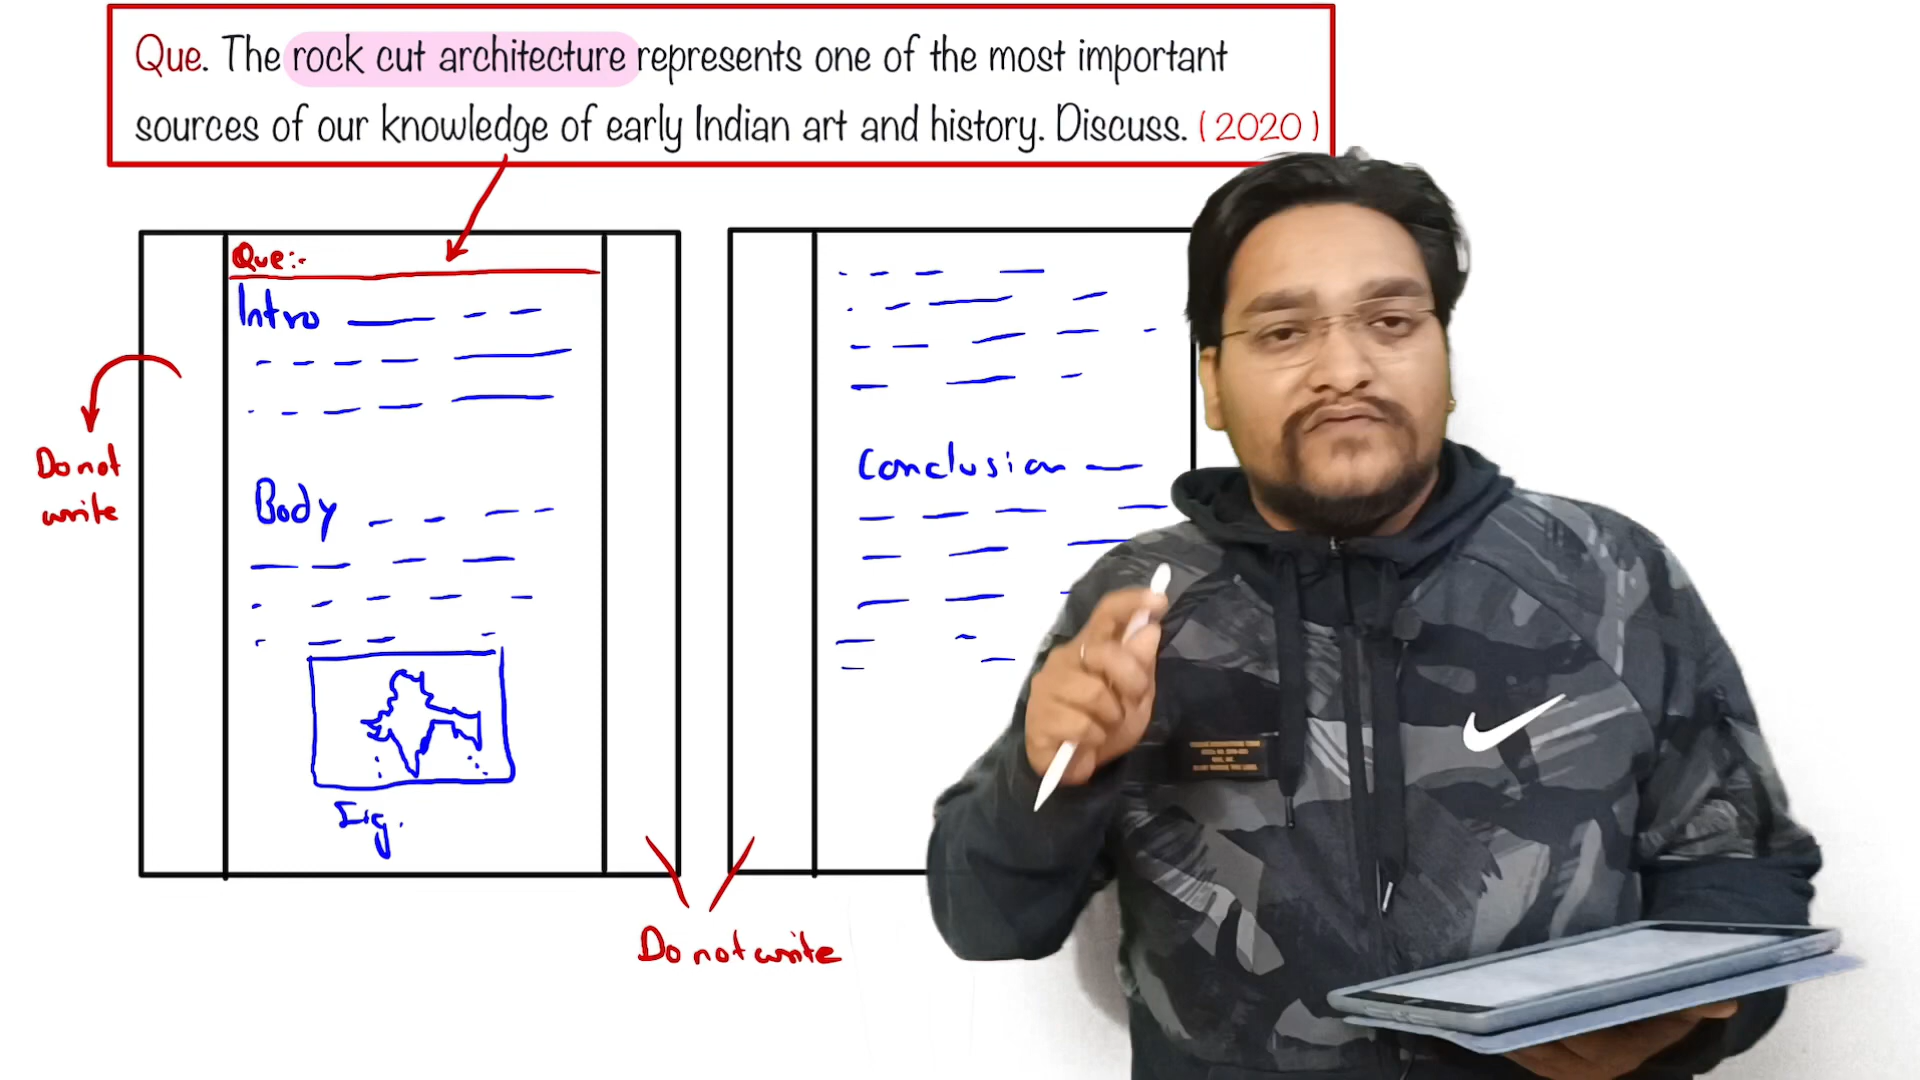 Que. The rock cut architecture represents one of the most important
sources of our knowledge of early Indian art and history. Discuss. (2020)
Que:-
Intro
Do not
write
Body
Fig.
Conclusion
Do not write